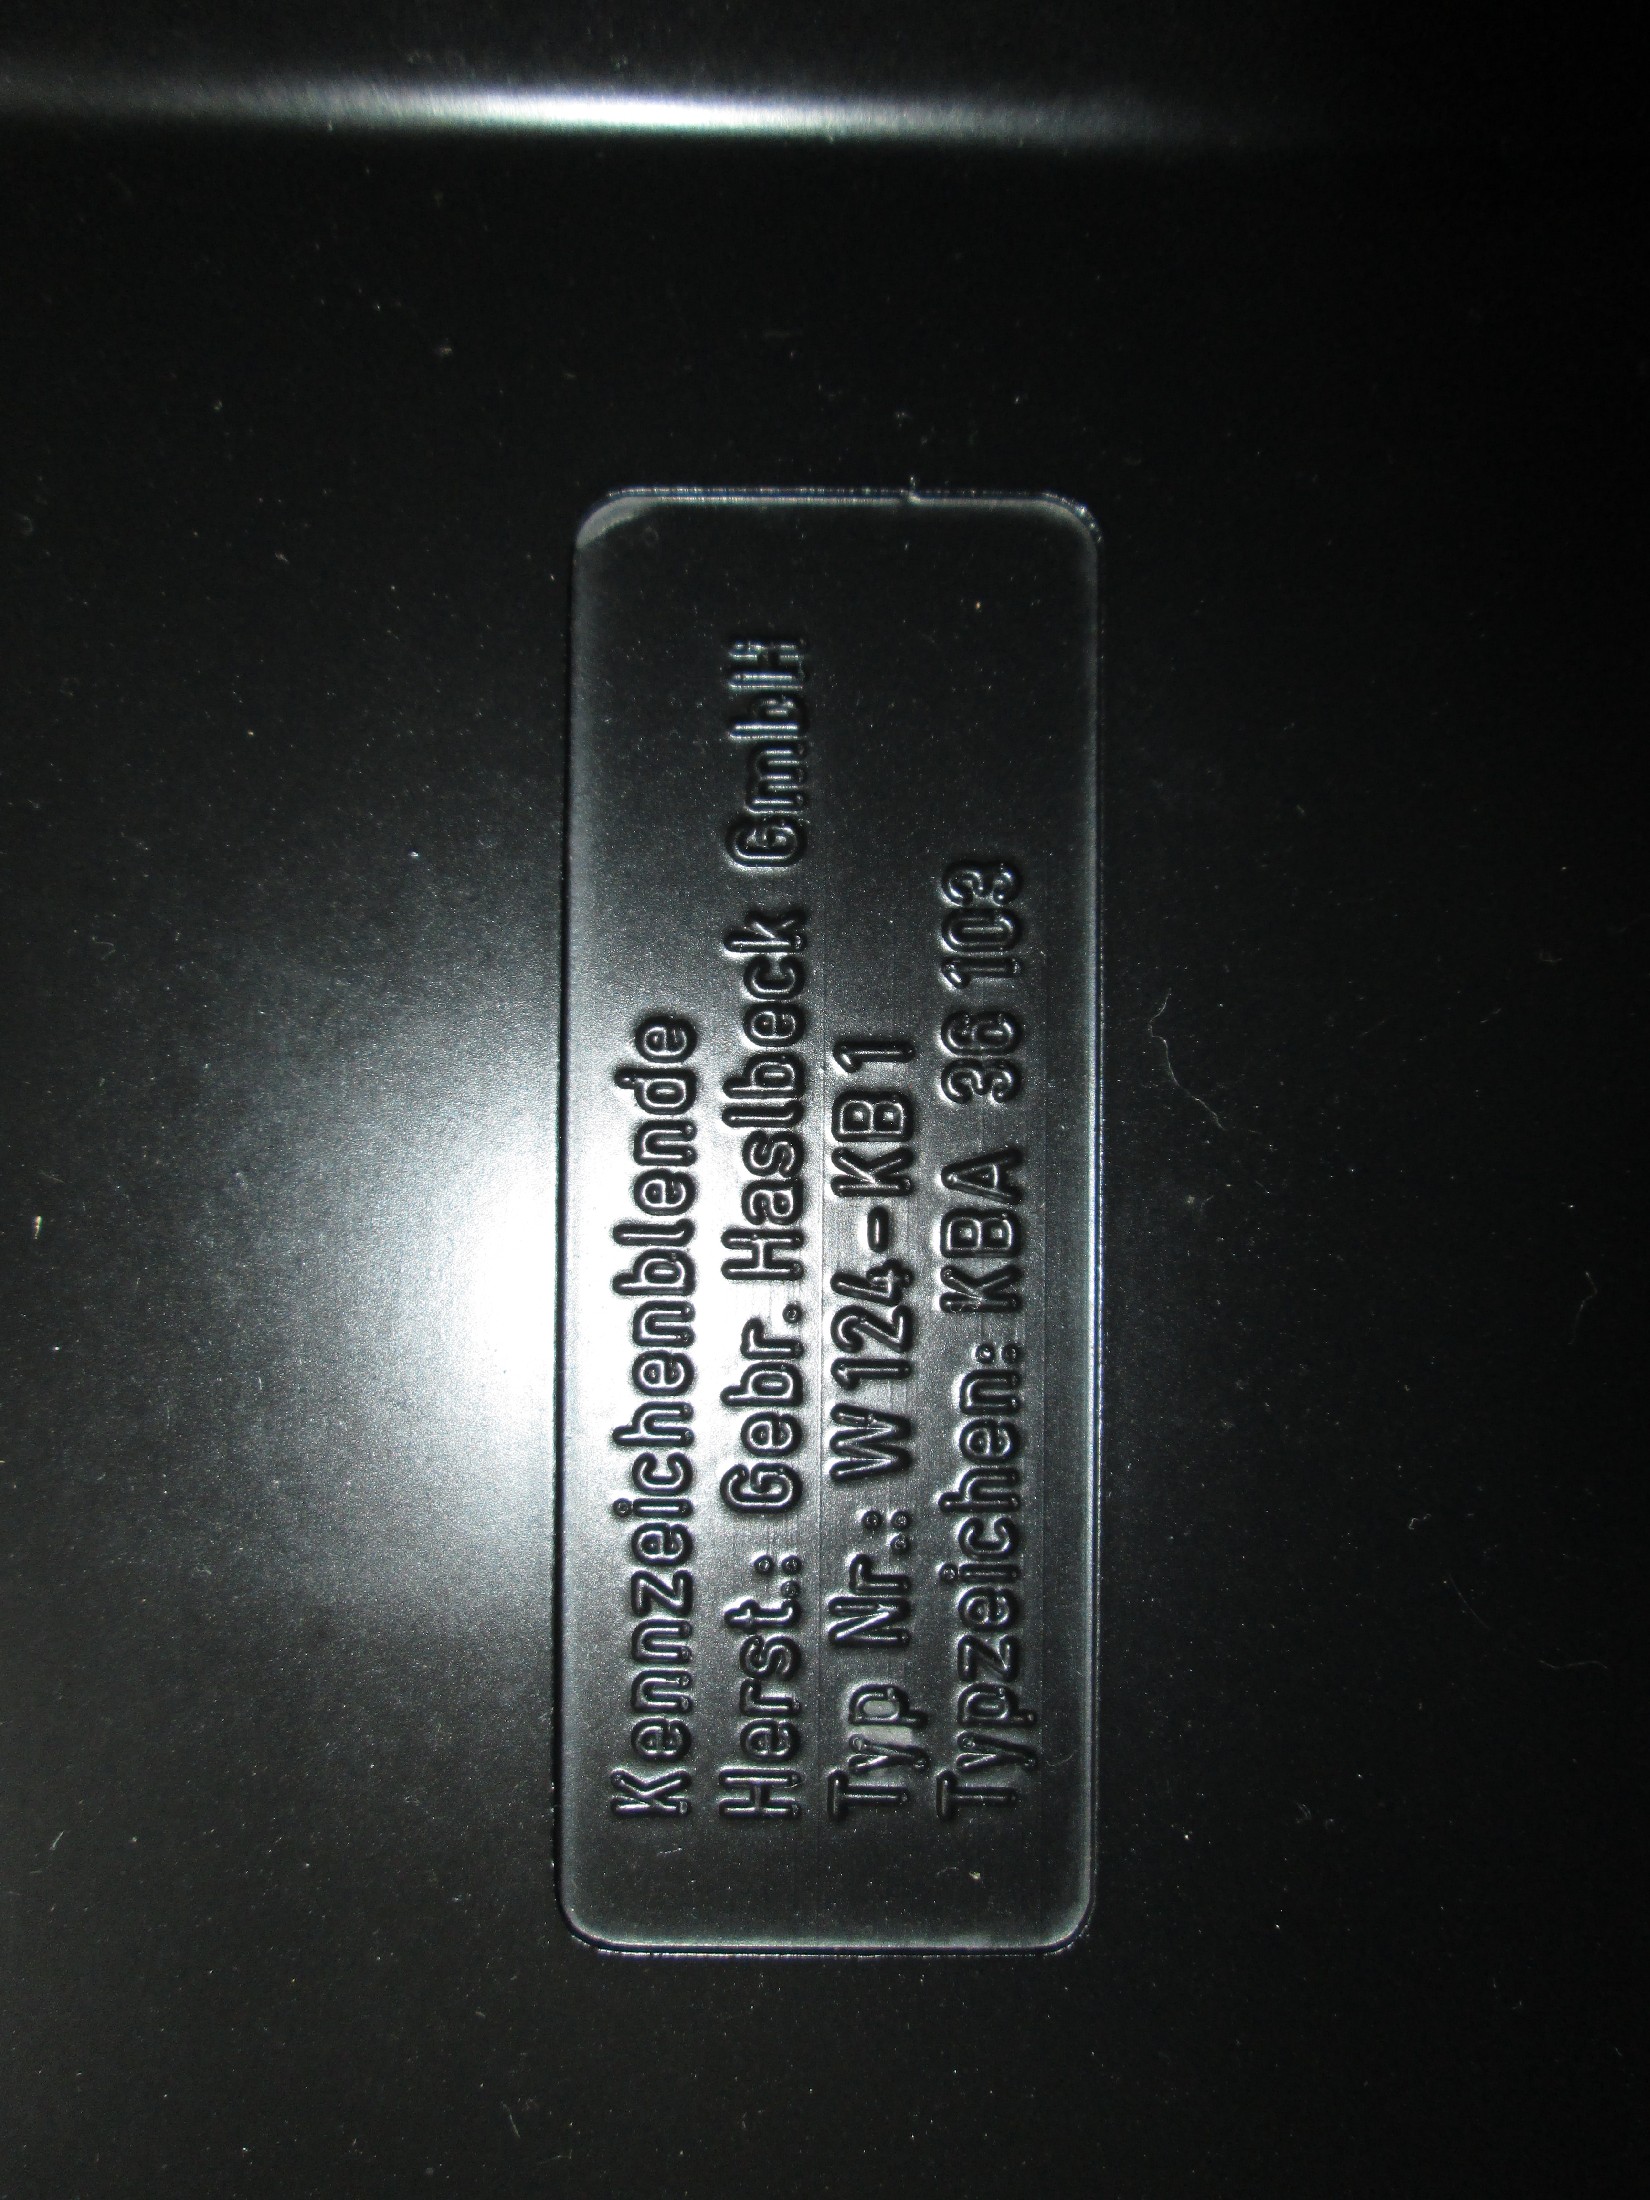 Kennzeichenblende
Herst.: Gebr. Haslbeck GmbH
Typ Nr.: W124-KB1
Typzeichen: KBA 36 103